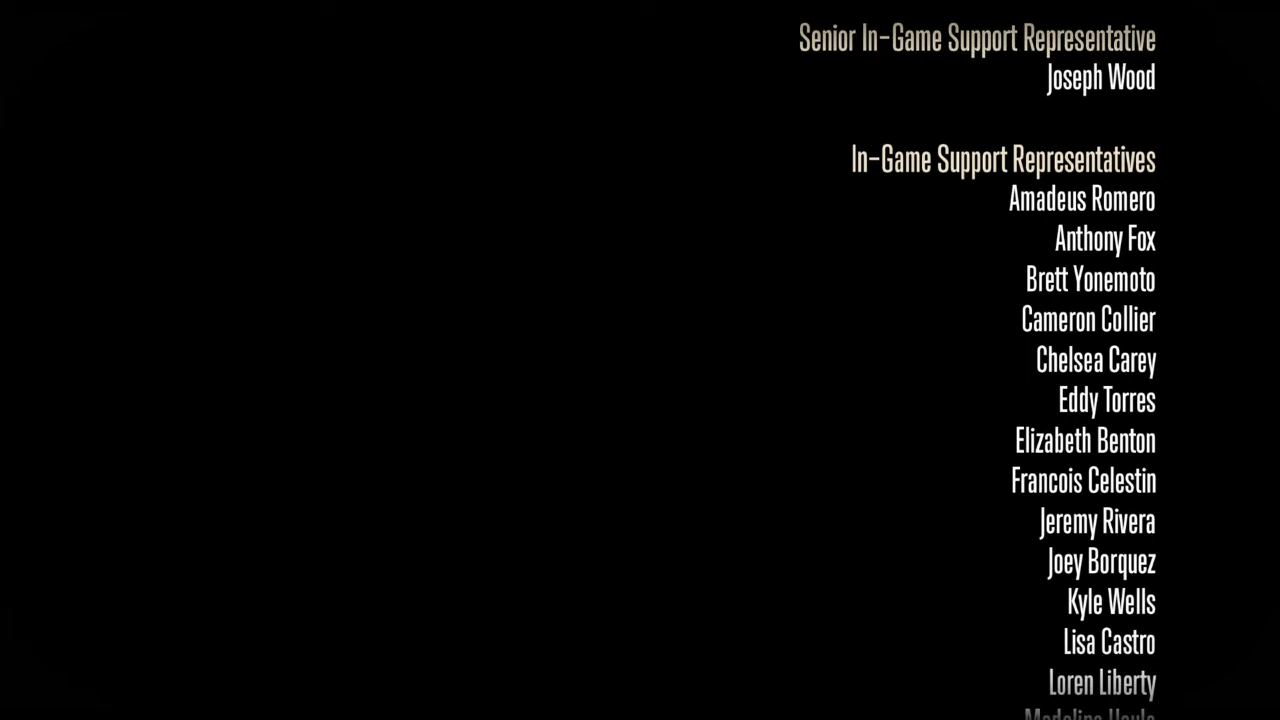 Senior In-Game Support Representative
Joseph Wood
In-Game Support Representatives
Amadeus Romero
Anthony Fox
Brett Yonemoto
Cameron Collier
Chelsea Carey
Eddy Torres
Elizabeth Benton
Francois Celestin
Jeremy Rivera
Joey Borquez
Kyle Wells
Lisa Castro
Loren Liberty